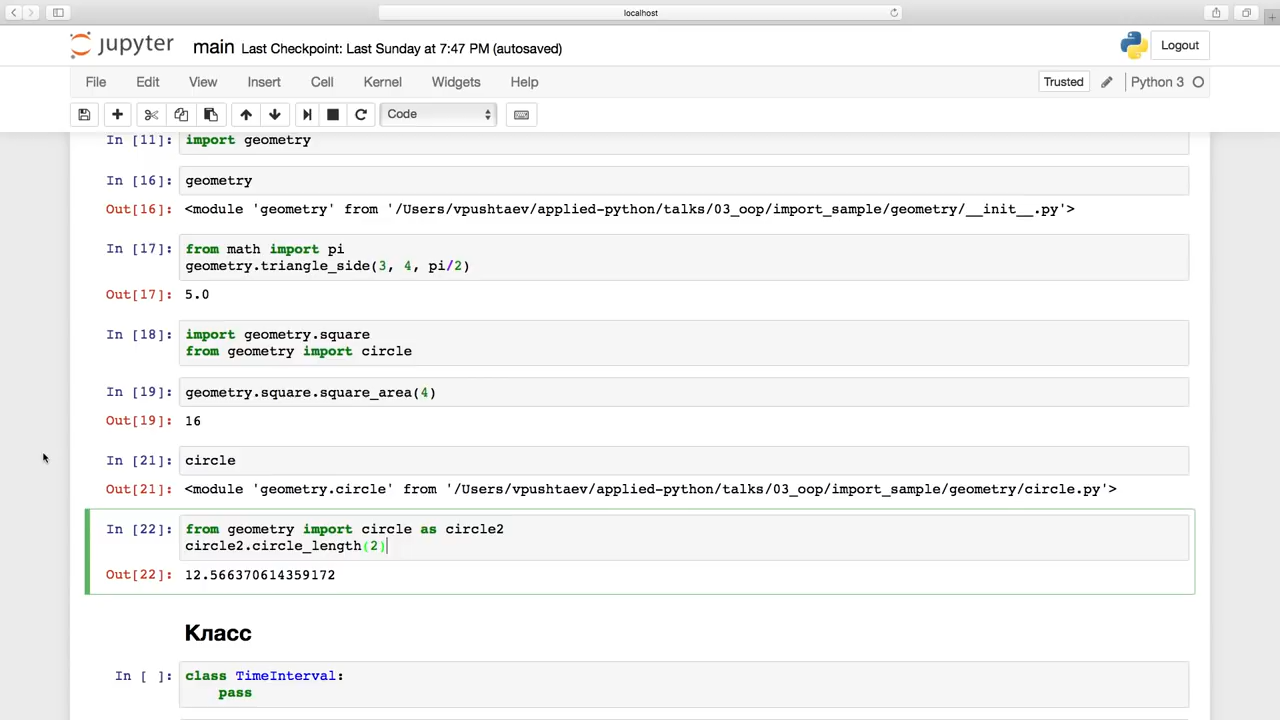 localhost
jupyter main Last Checkpoint: Last Sunday at 7:47 PM (autosaved) Logout
File Edit View Insert Cell Kernel Widgets Help Trusted Python 3
Code
In [11]: import geometry
In [16]: geometry
Out[16]: <module 'geometry' from '/Users/vpushtaev/applied-python/talks/03_oop/import_sample/geometry/__init__.py'>
In [17]: from math import pi
geometry.triangle_side(3, 4, pi/2)
Out[17]: 5.0
In [18]: import geometry.square
from geometry import circle
In [19]: geometry.square.square_area(4)
Out[19]: 16
In [21]: circle
Out[21]: <module 'geometry.circle' from '/Users/vpushtaev/applied-python/talks/03_oop/import_sample/geometry/circle.py'>
In [22]: from geometry import circle as circle2
circle2.circle_length(2)
Out[22]: 12.566370614359172
Класс
In [ ]: class TimeInterval:
pass